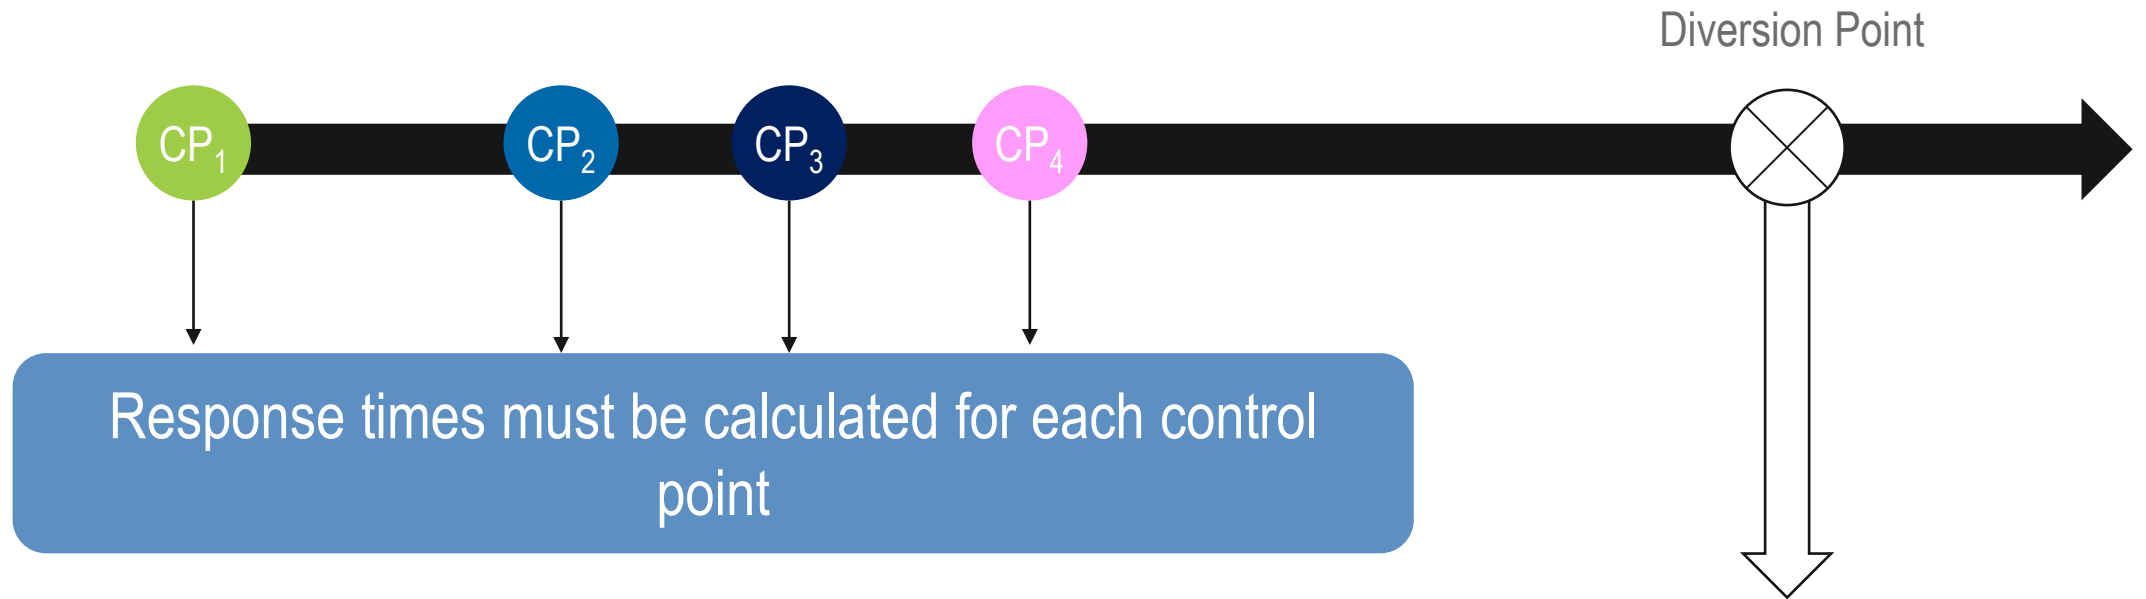 Diversion Point
CP₁ CP₂ CP₃ CP₄
Response times must be calculated for each control
point